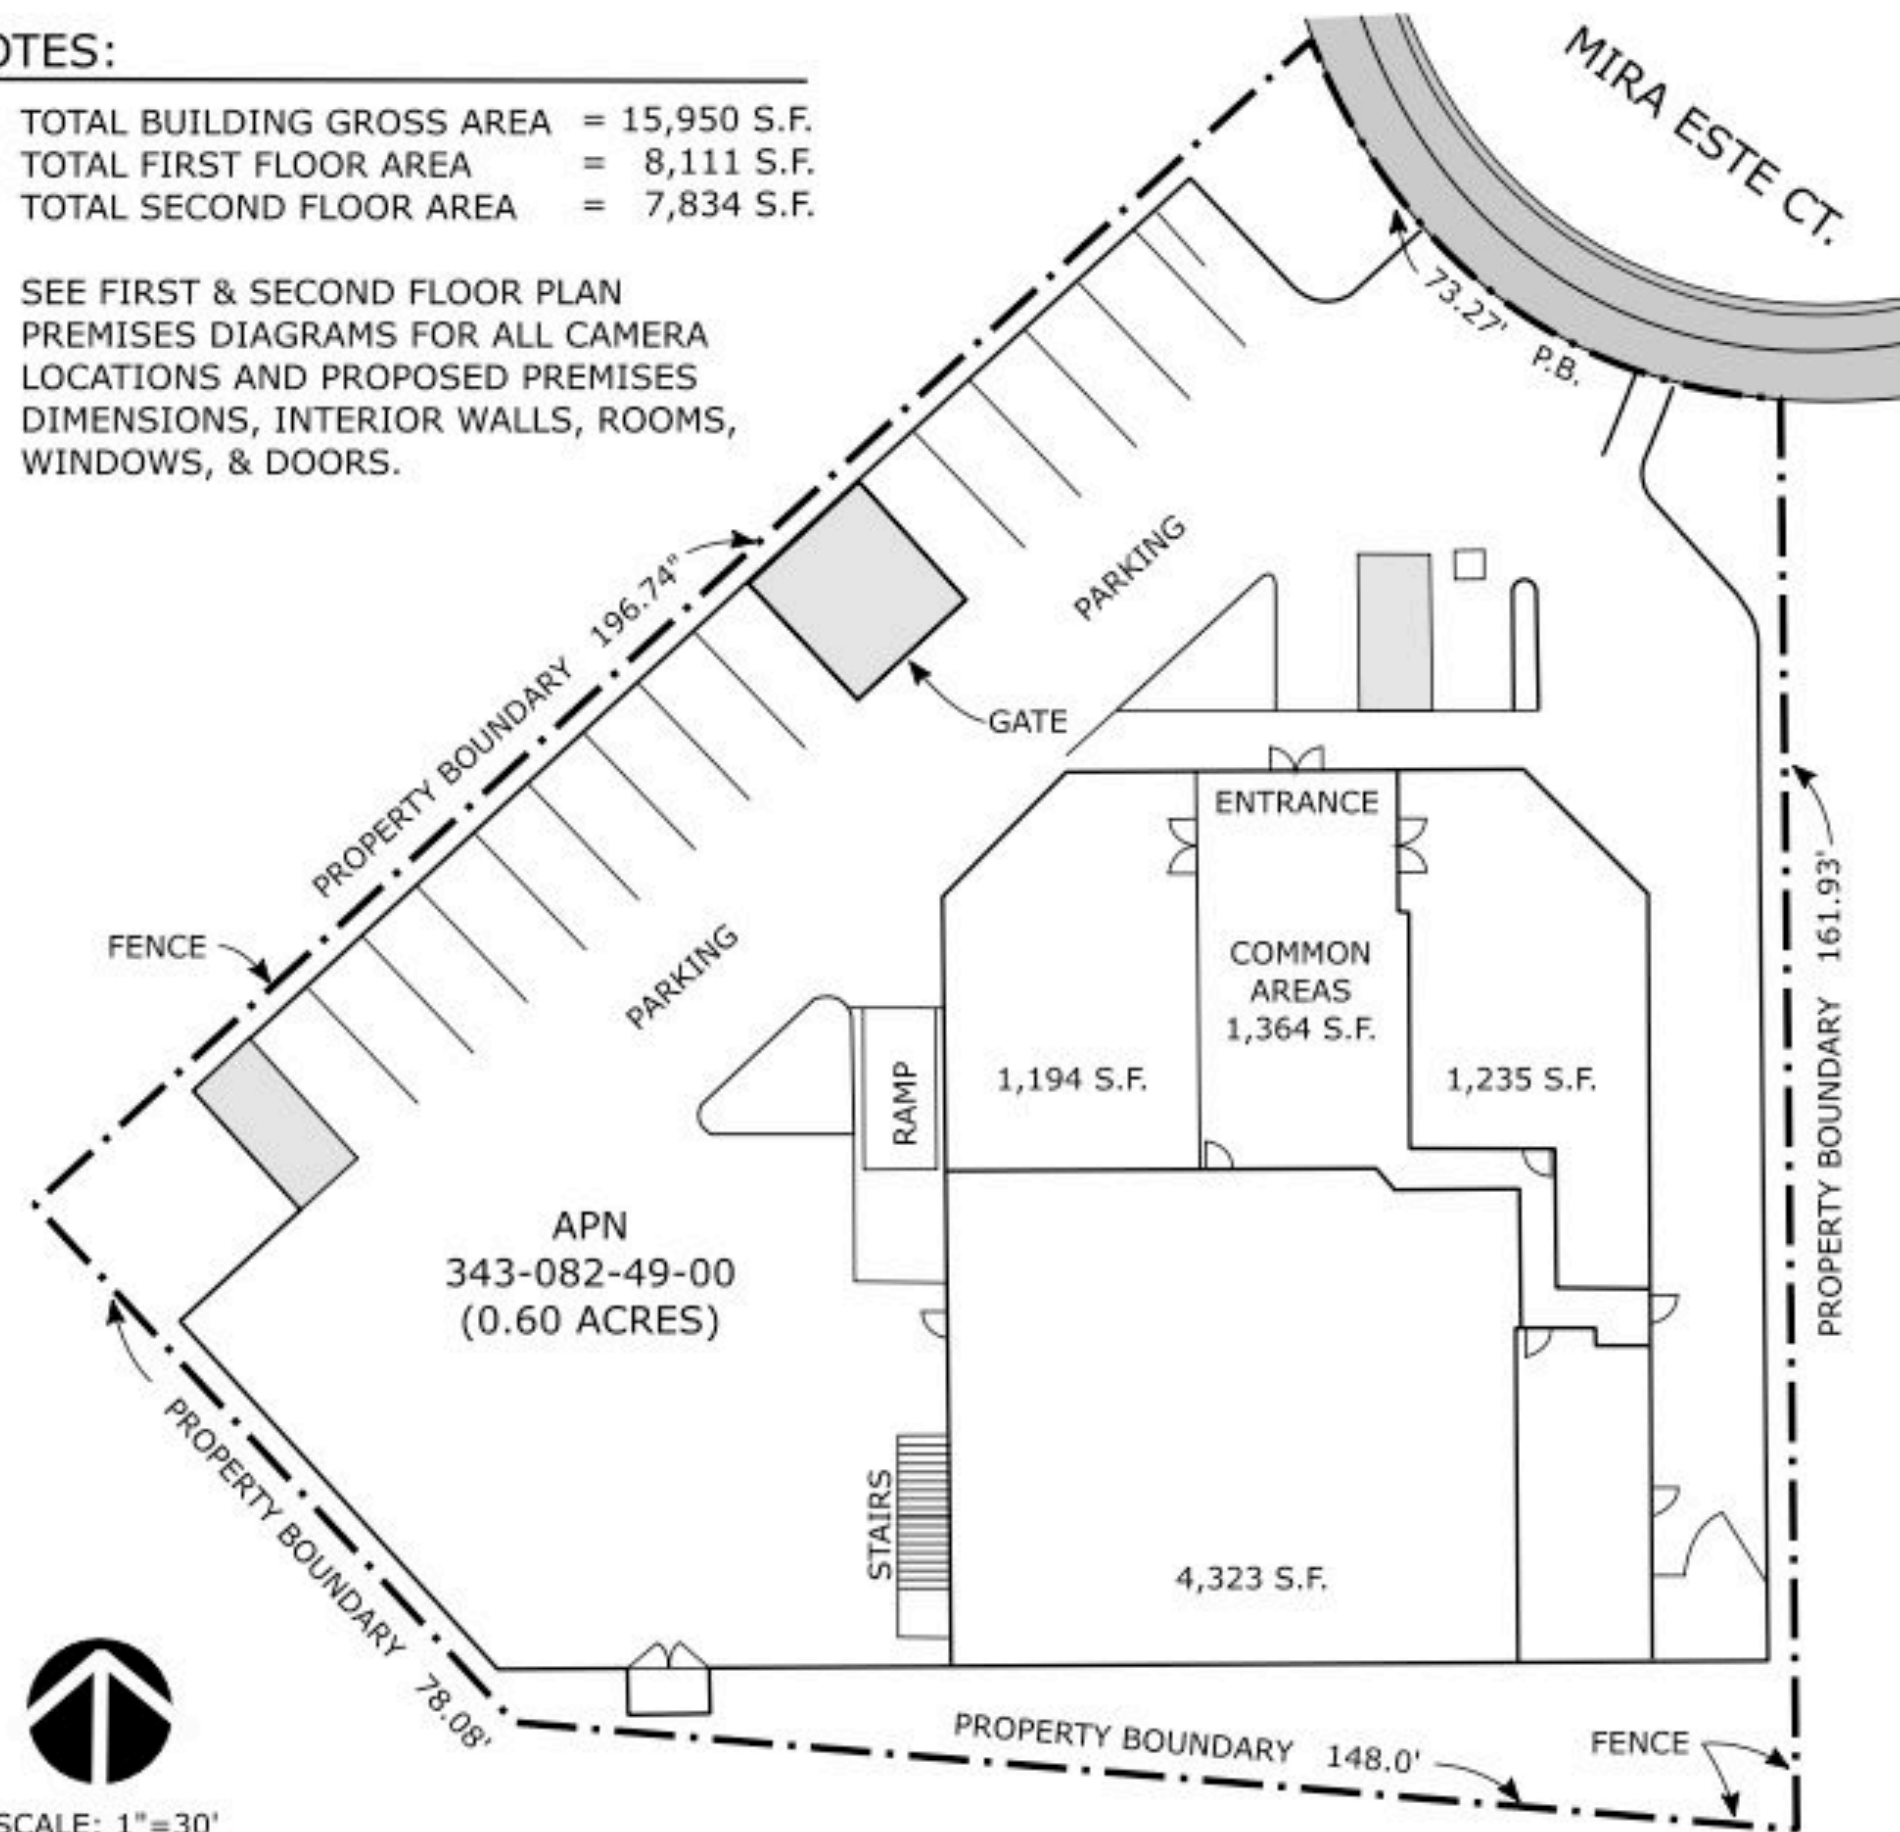 OTES:
TOTAL BUILDING GROSS AREA = 15,950 S.F.
TOTAL FIRST FLOOR AREA = 8,111 S.F.
TOTAL SECOND FLOOR AREA = 7,834 S.F.
SEE FIRST & SECOND FLOOR PLAN
PREMISES DIAGRAMS FOR ALL CAMERA
LOCATIONS AND PROPOSED PREMISES
DIMENSIONS, INTERIOR WALLS, ROOMS,
WINDOWS, & DOORS.
MIRA ESTE CT.
73.27' P.B.
PROPERTY BOUNDARY 196.74"
PARKING
GATE
ENTRANCE
FENCE
PARKING
COMMON
AREAS
1,364 S.F.
1,194 S.F.
1,235 S.F.
RAMP
PROPERTY BOUNDARY 161.93'
APN
343-082-49-00
(0.60 ACRES)
STAIRS
4,323 S.F.
PROPERTY BOUNDARY 78.08'
PROPERTY BOUNDARY 148.0'
FENCE
SCALE: 1"=30'